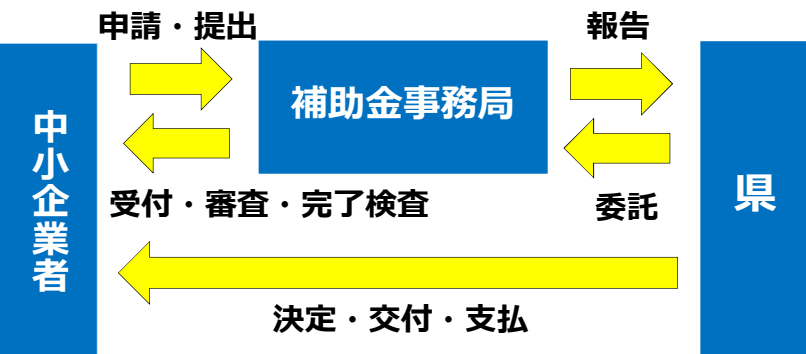 申請・提出
報告
中小企業者
補助金事務局
県
受付・審査・完了検査
委託
決定・交付・支払